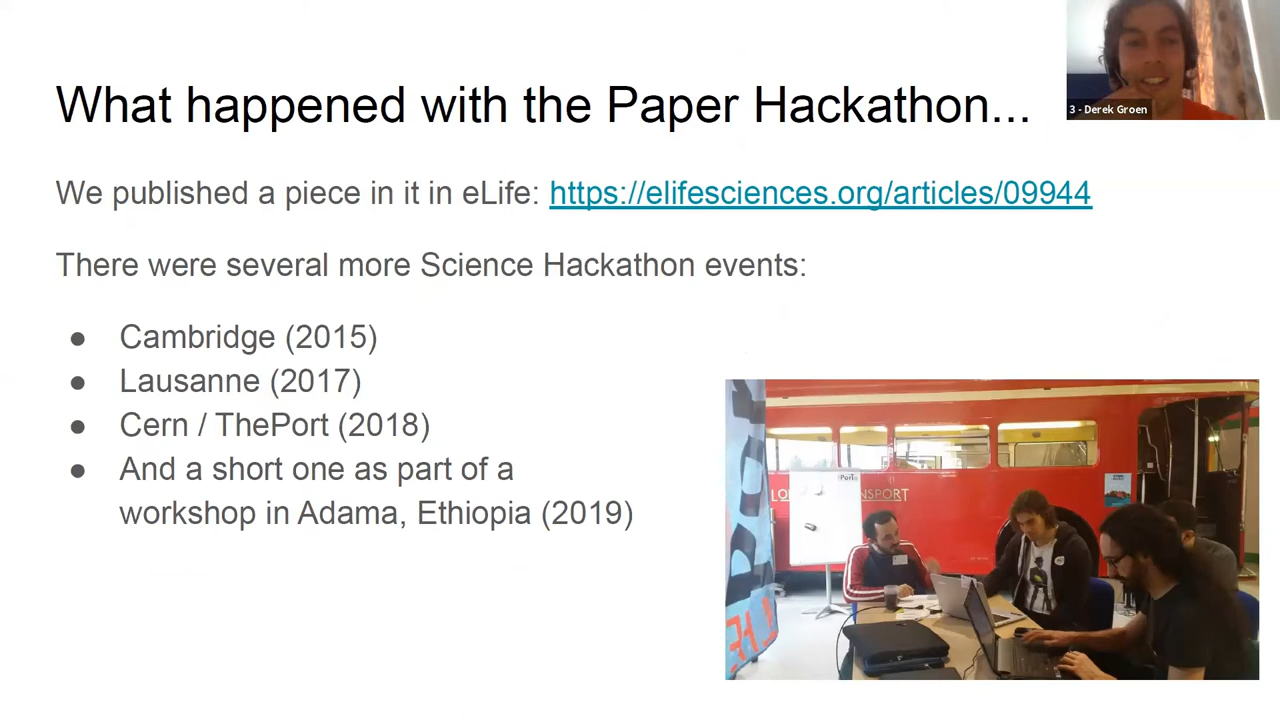 3 - Derek Groen
What happened with the Paper Hackathon...
We published a piece in it in eLife: https://elifesciences.org/articles/09944
There were several more Science Hackathon events:
● Cambridge (2015)
● Lausanne (2017)
● Cern / ThePort (2018)
● And a short one as part of a
workshop in Adama, Ethiopia (2019)